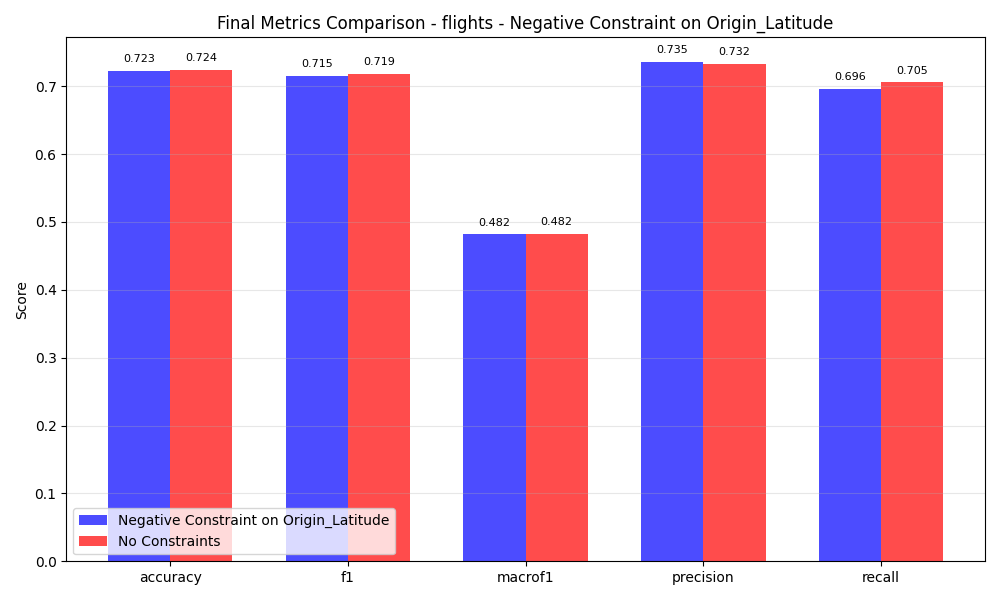 Final Metrics Comparison - flights - Negative Constraint on Origin_Latitude
0.723
0.724
0.715
0.719
0.482
0.482
0.735
0.732
0.696
0.705
Score
0.7
0.6
0.5
0.4
0.3
0.2
0.1
0.0
Negative Constraint on Origin_Latitude
No Constraints
accuracy
f1
macrof1
precision
recall